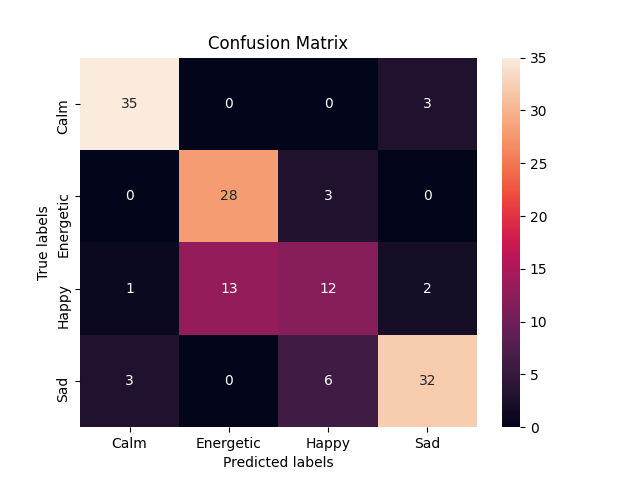 Confusion Matrix
True labels
Calm 35 0 0 3
Energetic 0 28 3 0
Happy 1 13 12 2
Sad 3 0 6 32
Calm Energetic Happy Sad
Predicted labels
35
30
25
20
15
10
5
0